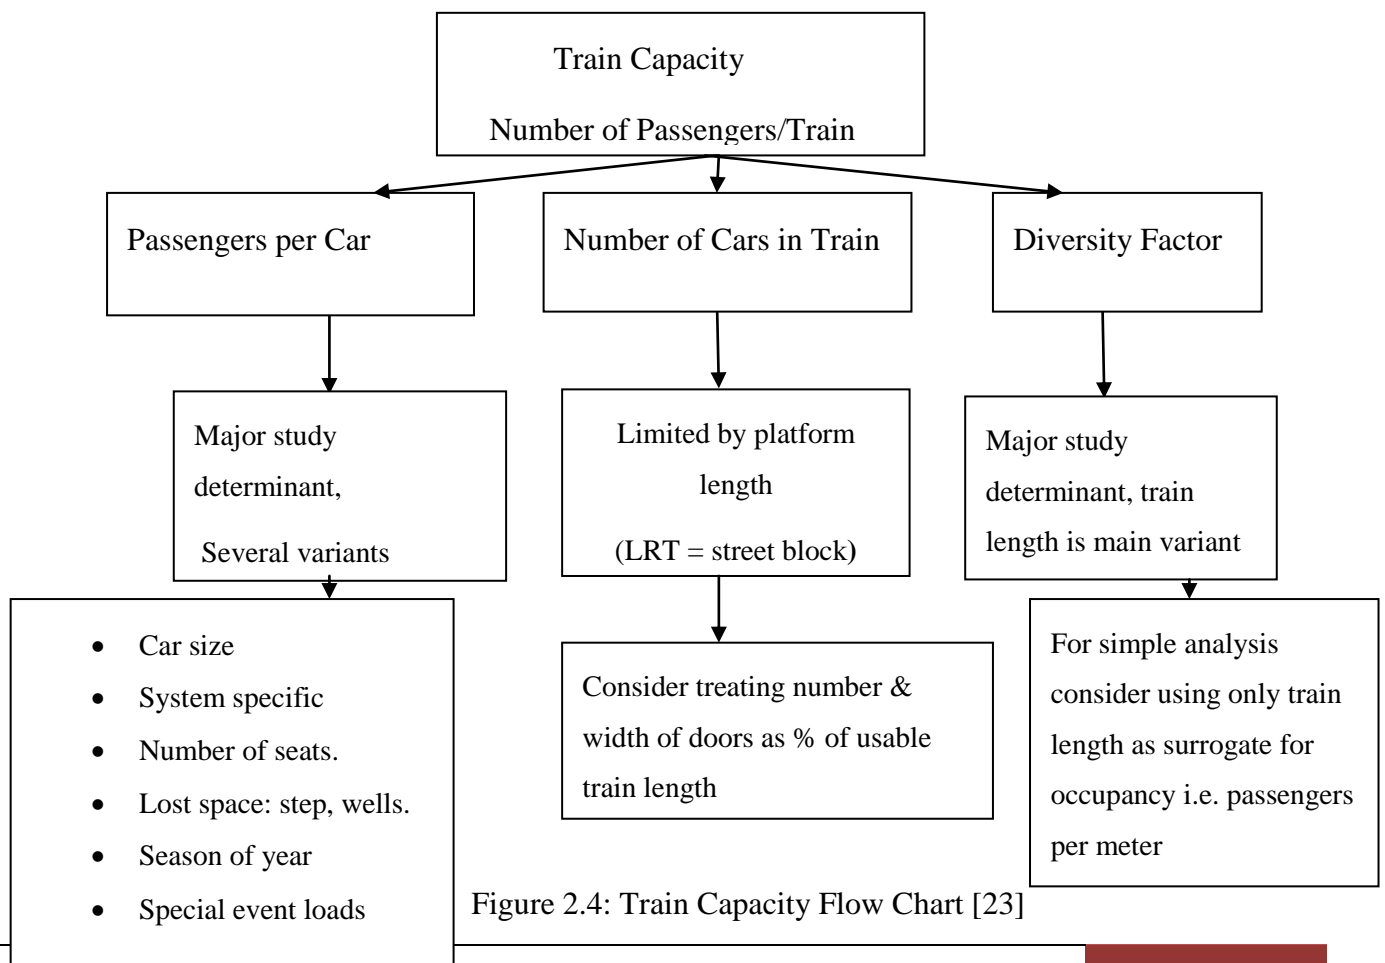 Train Capacity
Number of Passengers/Train
Passengers per Car
Number of Cars in Train
Diversity Factor
Major study
determinant,
Several variants
Limited by platform
length
(LRT = street block)
Major study
determinant, train
length is main variant
• Car size
• System specific
• Number of seats.
• Lost space: step, wells.
• Season of year
• Special event loads
Consider treating number &
width of doors as % of usable
train length
For simple analysis
consider using only train
length as surrogate for
occupancy i.e. passengers
per meter
Figure 2.4: Train Capacity Flow Chart [23]